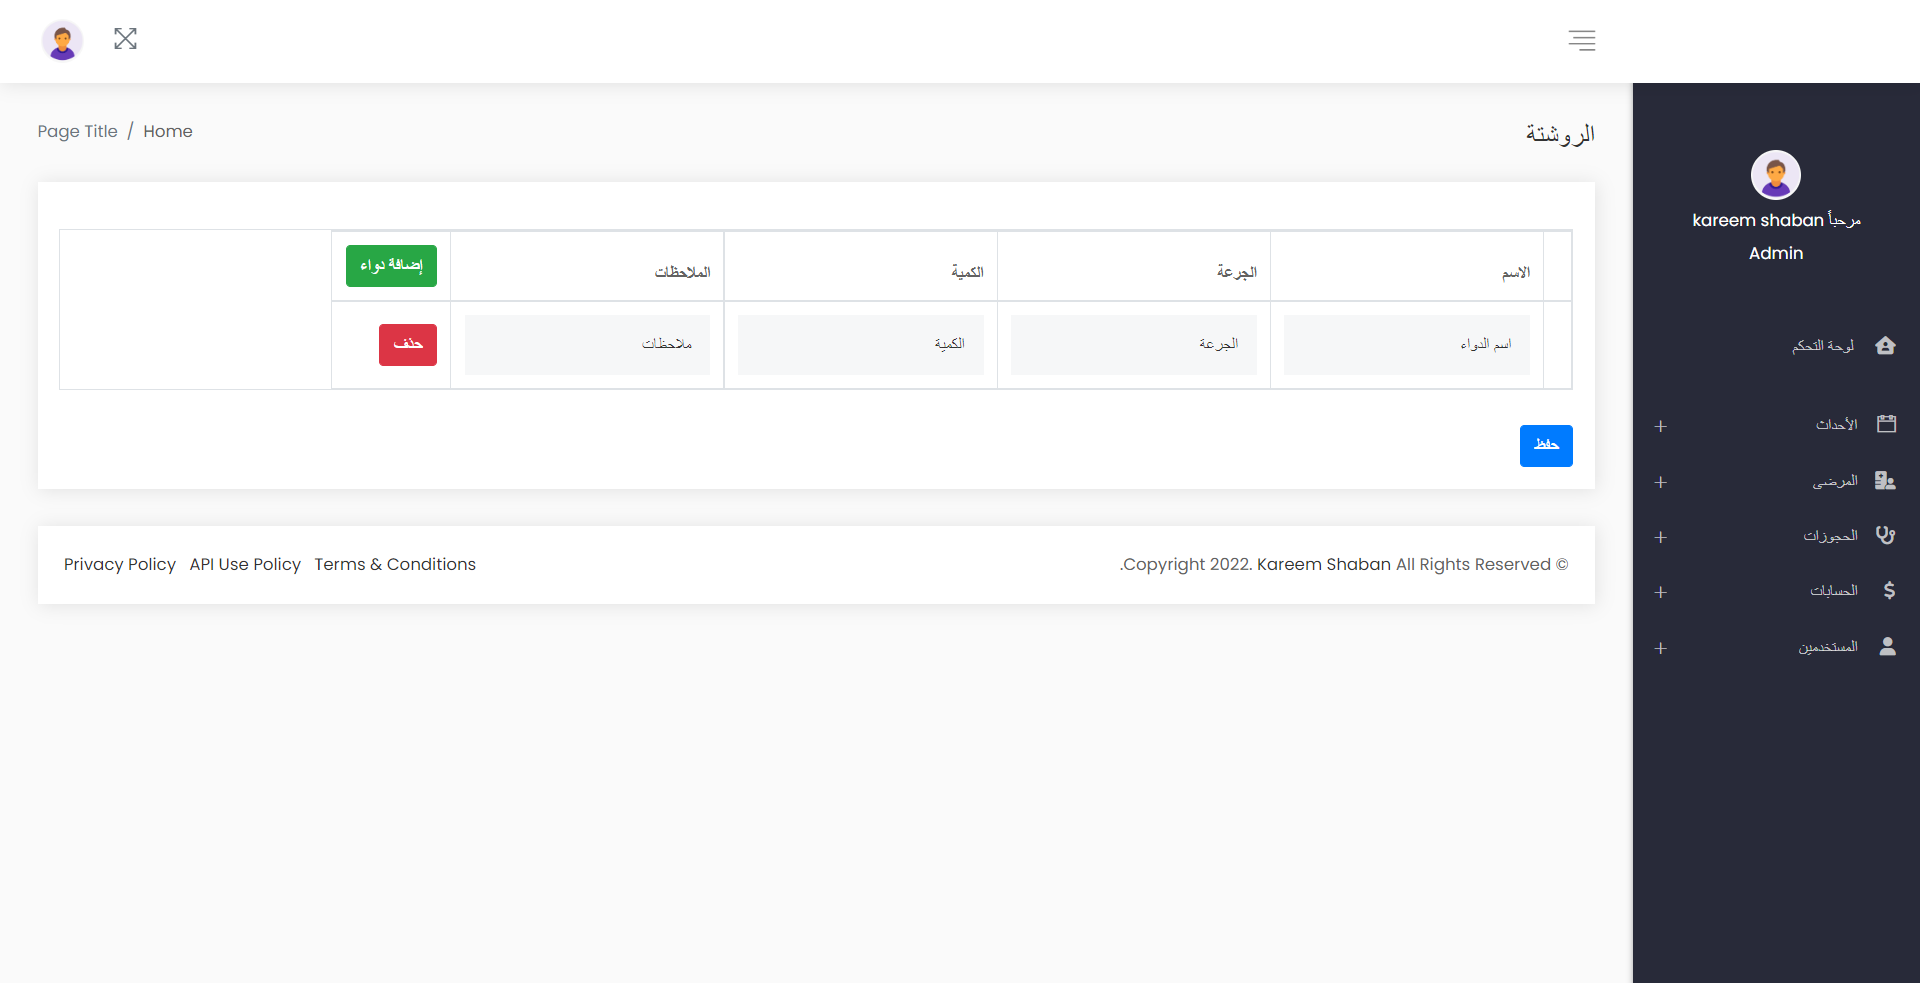 الروشتة
Page Title / Home
الاسم
الجرعة
الكمية
الملاحظات
إضافة دواء
اسم الدواء
الجرعة
الكمية
ملاحظات
حذف
حفظ
Privacy Policy API Use Policy Terms & Conditions
.Copyright 2022. Kareem Shaban All Rights Reserved ©
مرحباً kareem shaban
Admin
لوحة التحكم
الأحداث
المرضى
الحجوزات
الحسابات
المستخدمين